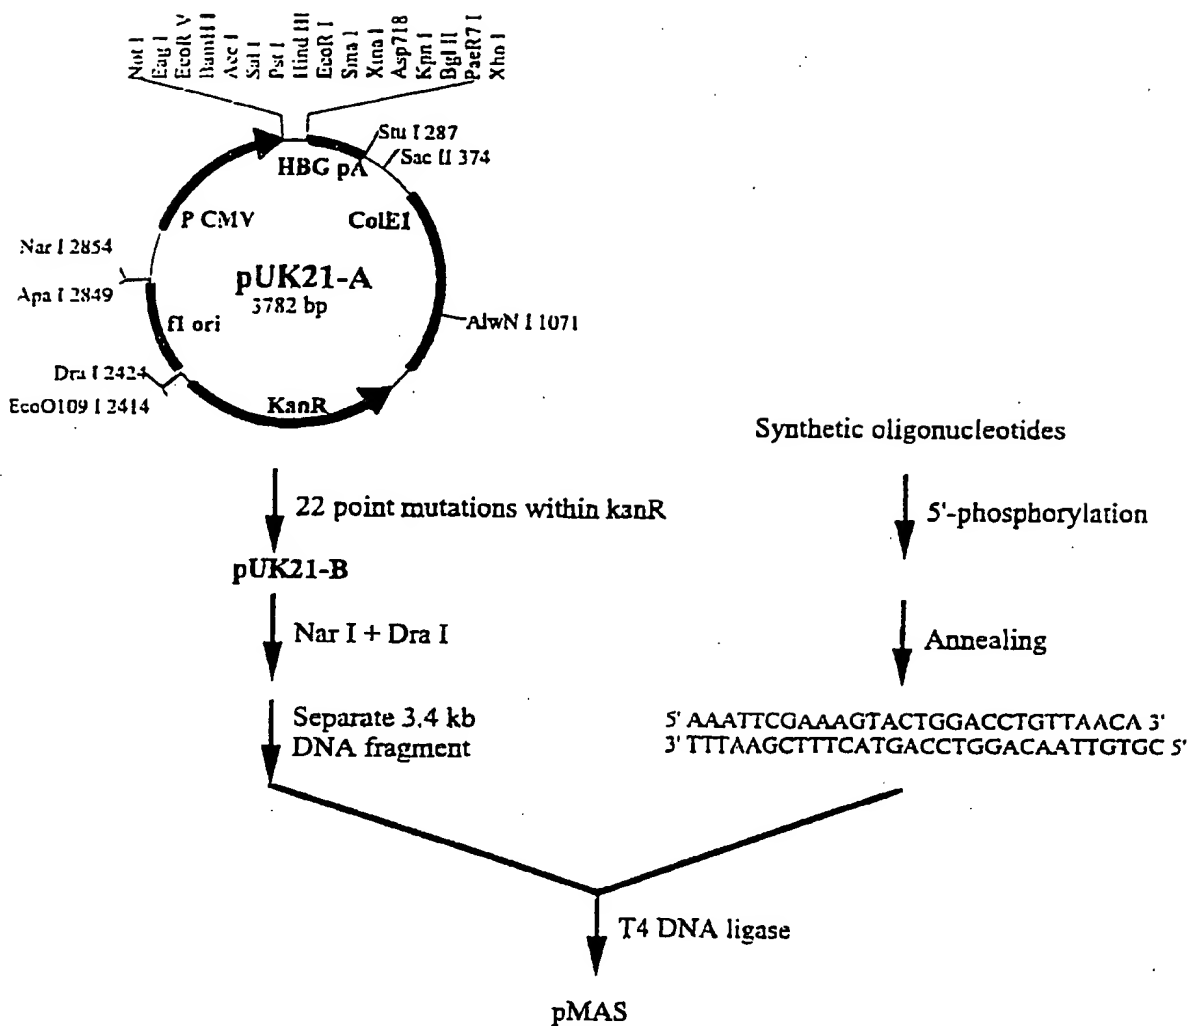 Not I
Eag I
EcoR V
BamH I
Acc I
Sal I
Pst I
Hind III
EcoR I
Sma I
Xma I
Asp718
Kpn I
Bgl II
PaeR7 I
Xho I
Stu I 287
Sac II 374
HBG pA
P CMV
ColE1
Nar I 2854
Apa I 2849
pUK21-A
3782 bp
f1 ori
AlwN I 1071
Dra I 2424
EcoO109 I 2414
KanR
Synthetic oligonucleotides
22 point mutations within kanR
5'-phosphorylation
pUK21-B
Nar I + Dra I
Annealing
Separate 3.4 kb
DNA fragment
5' AAATTCGAAAGTACTGGACCTGTTAACA 3'
3' TTTAAGCTTTCATGACCTGGACAATTGTGC 5'
T4 DNA ligase
pMAS